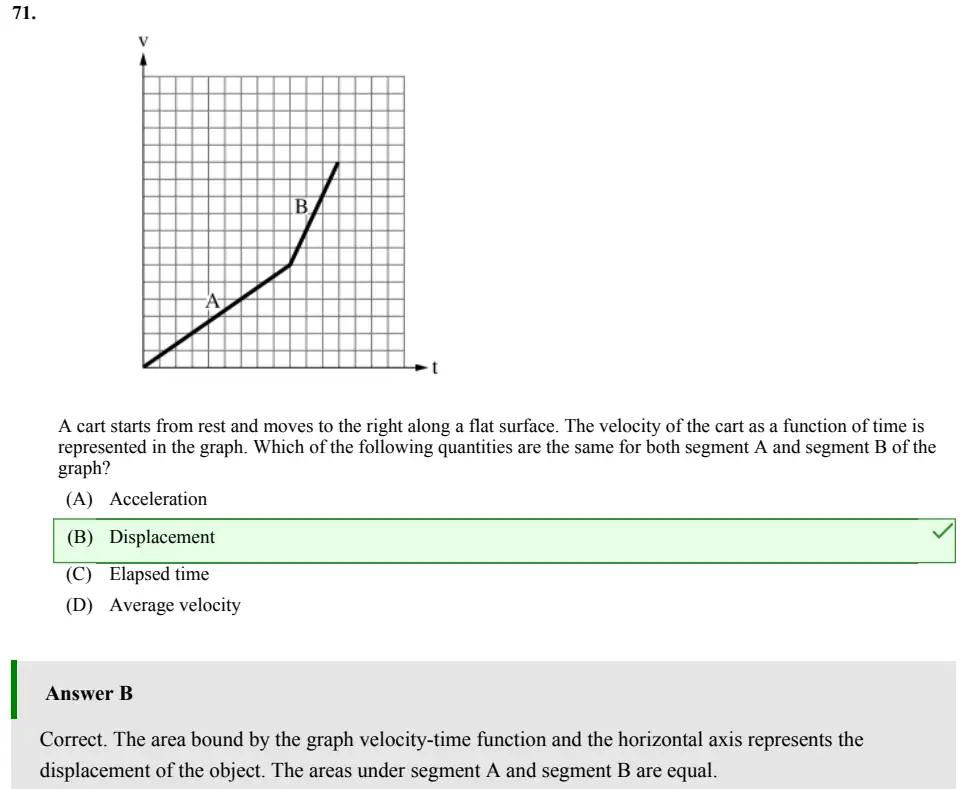 71.
v
B
A
t
A cart starts from rest and moves to the right along a flat surface. The velocity of the cart as a function of time is
represented in the graph. Which of the following quantities are the same for both segment A and segment B of the
graph?
(A) Acceleration
(B) Displacement
(C) Elapsed time
(D) Average velocity
Answer B
Correct. The area bound by the graph velocity-time function and the horizontal axis represents the
displacement of the object. The areas under segment A and segment B are equal.